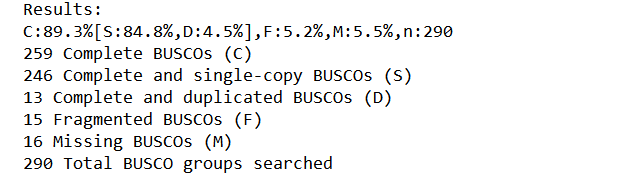 Results:
C:89.3%[S:84.8%,D:4.5%],F:5.2%,M:5.5%,n:290
259 Complete BUSCOs (C)
246 Complete and single-copy BUSCOs (S)
13 Complete and duplicated BUSCOs (D)
15 Fragmented BUSCOs (F)
16 Missing BUSCOs (M)
290 Total BUSCO groups searched